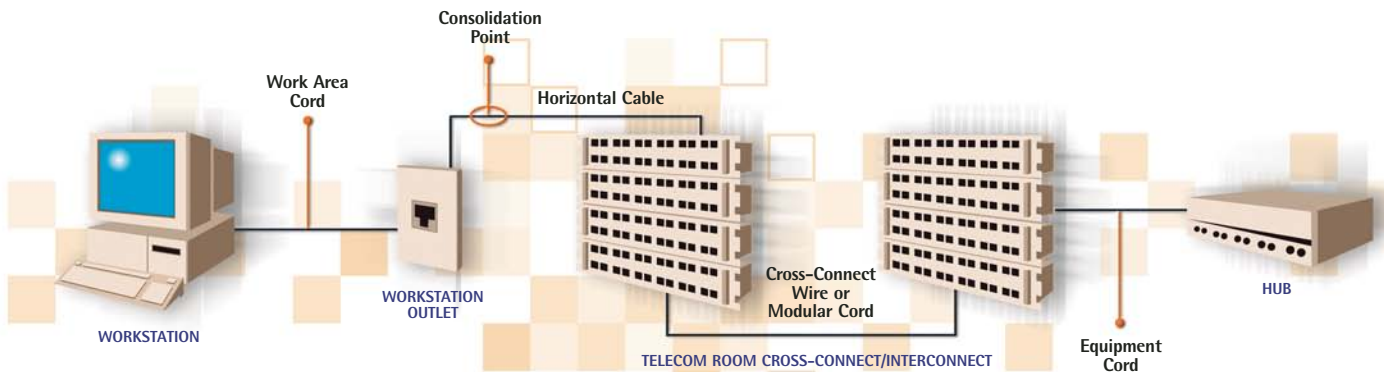 Consolidation
Point
Work Area
Cord
Horizontal Cable
WORKSTATION
WORKSTATION
OUTLET
Cross-Connect
Wire or
Modular Cord
TELECOM ROOM CROSS-CONNECT/INTERCONNECT
Equipment
Cord
HUB